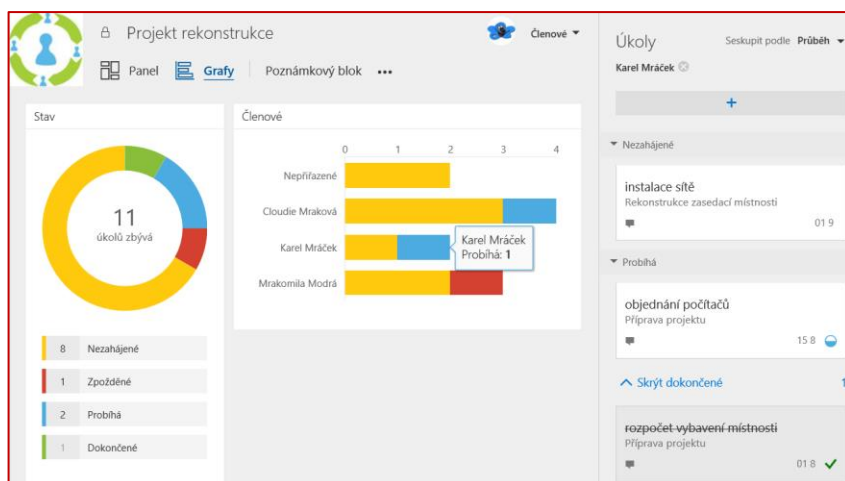 Projekt rekonstrukce
Členové
Panel
Grafy
Poznámkový blok
•••
Stav
11
úkolů zbývá
8 Nezahájené
1 Zpožděné
2 Probíhá
1 Dokončené
Členové
0 1 2 3 4
Nepřiřazené
Cloudie Mraková
Karel Mráček
Mrakomila Modrá
Karel Mráček
Probíhá: 1
Úkoly
Seskupit podle Průběh
Karel Mráček
+
Nezahájené
instalace sítě
Rekonstrukce zasedací místnosti
01 9
Probíhá
objednání počítačů
Příprava projektu
15 8
Skrýt dokončené 1
rozpočet vybavení místnosti
Příprava projektu
01 8